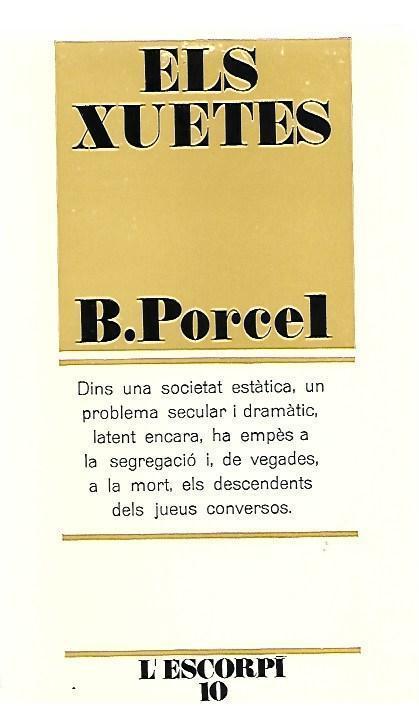 ELS
XUETES
B.Porcel
Dins una societat estàtica, un
problema secular i dramàtic,
latent encara, ha empès a
la segregació i, de vegades,
a la mort, els descendents
dels jueus conversos.
L'ESCORPÍ
10